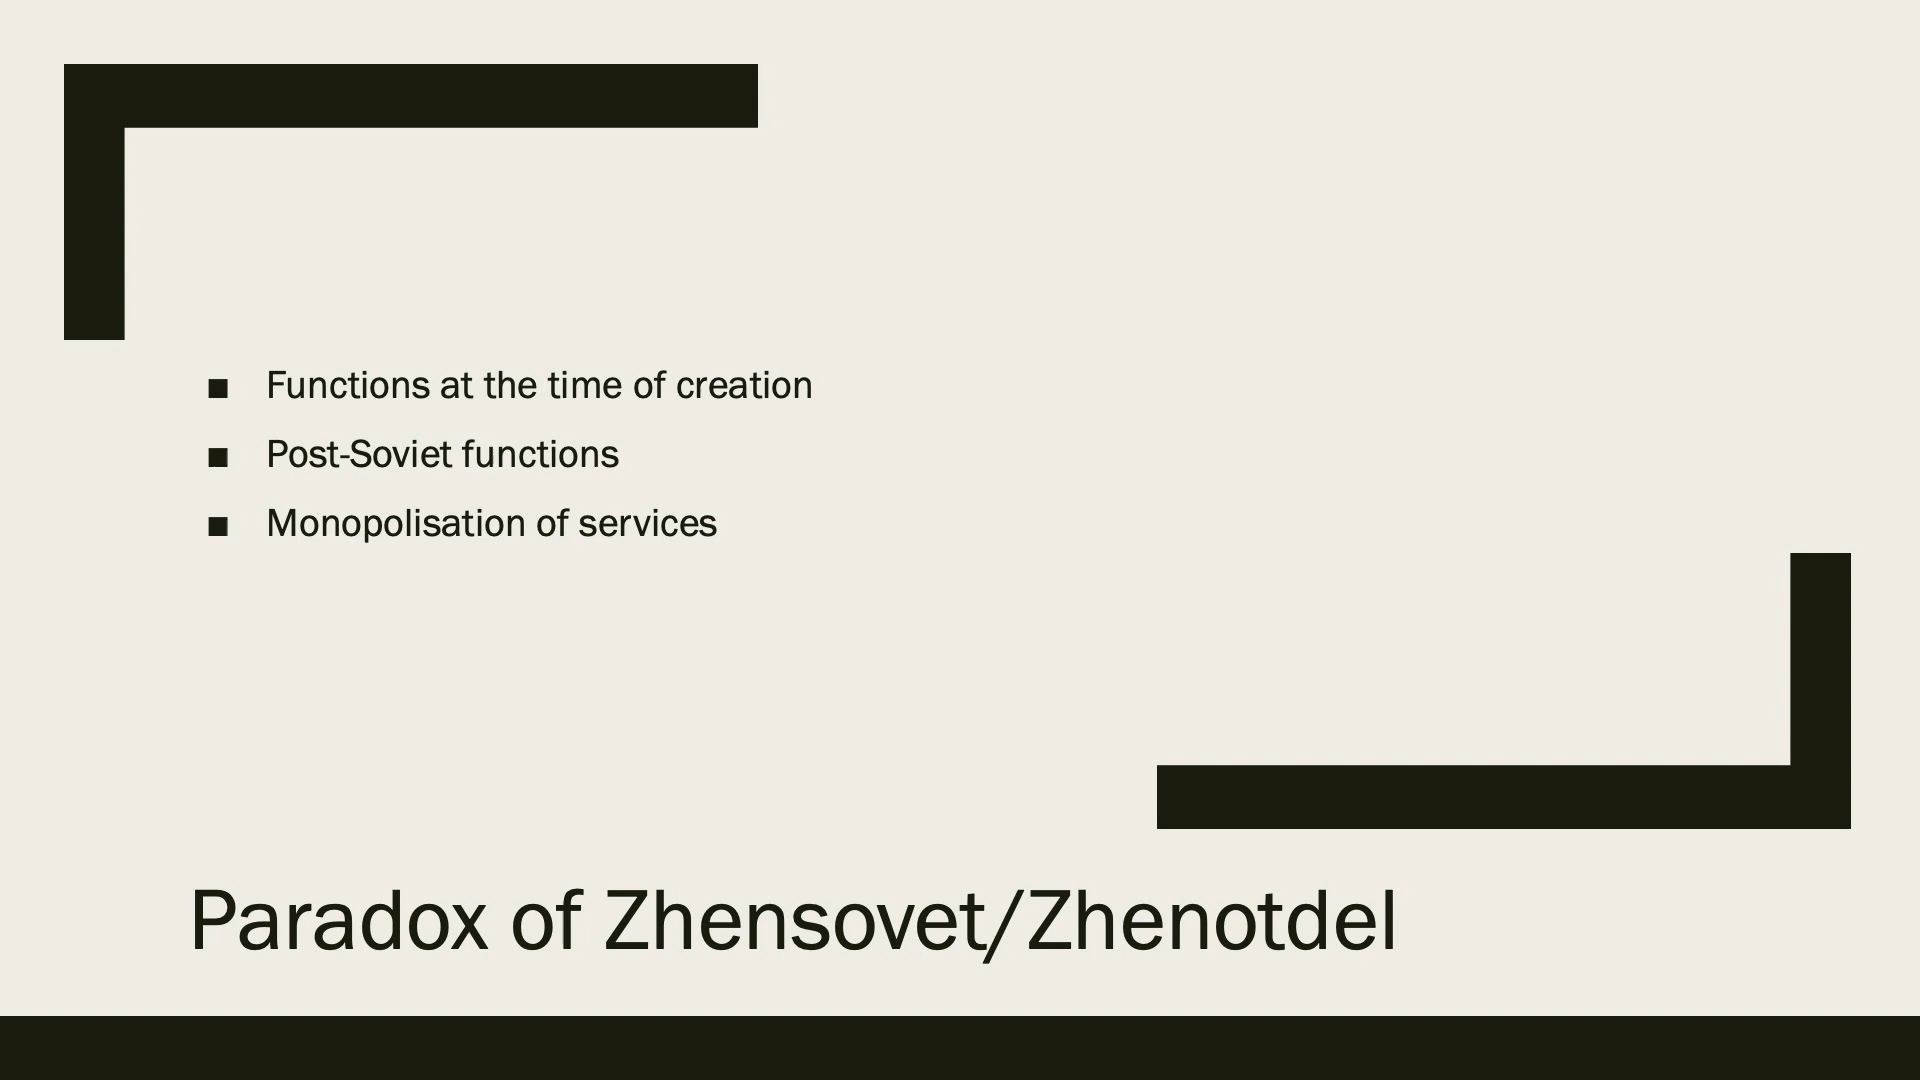 Functions at the time of creation
Post-Soviet functions
Monopolisation of services
Paradox of Zhensovet/Zhenotdel